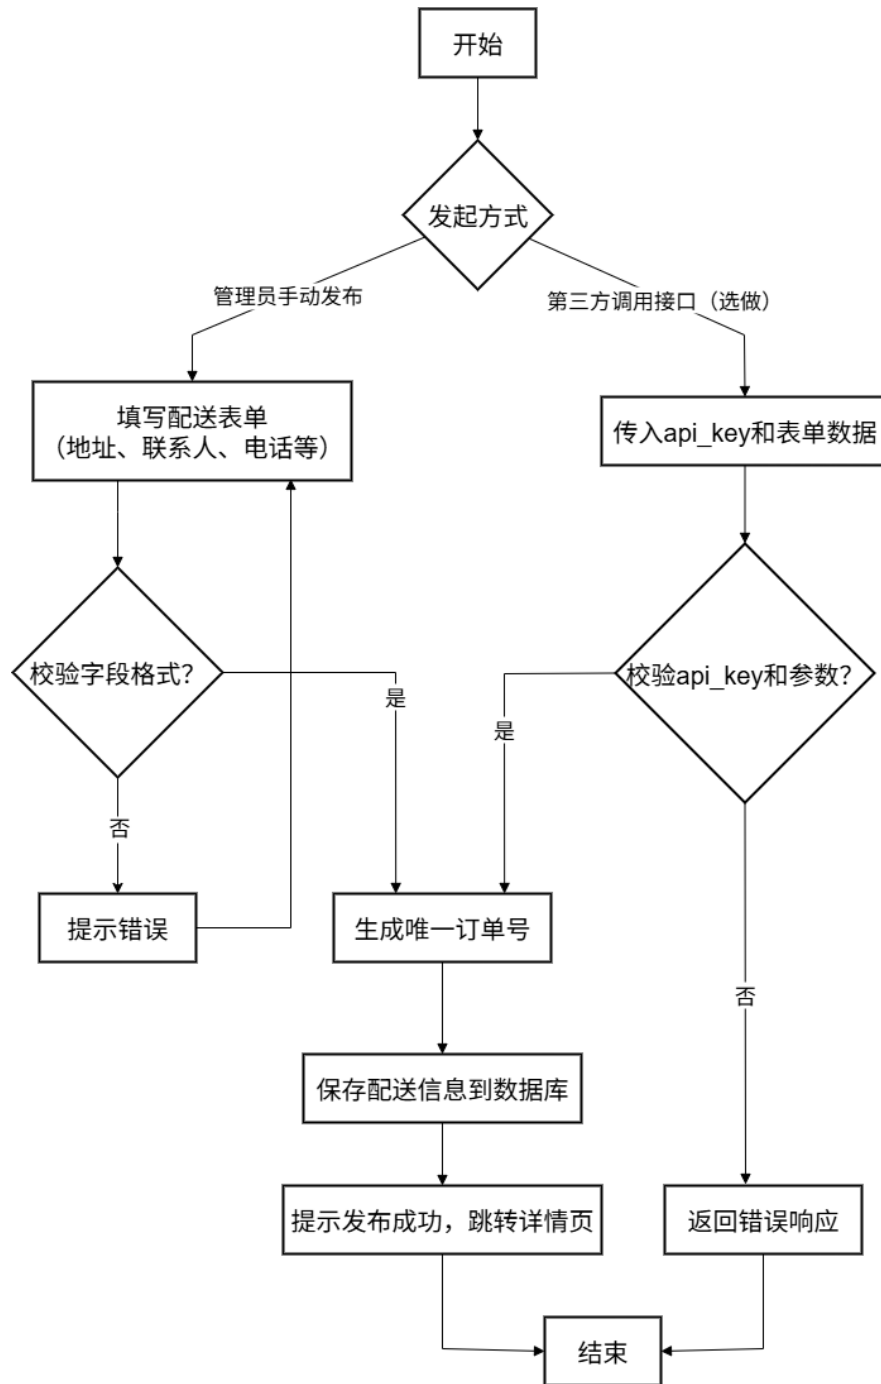 开始
发起方式
管理员手动发布
第三方调用接口（选做）
填写配送表单
（地址、联系人、电话等）
传入api_key和表单数据
校验字段格式？
校验api_key和参数？
是
是
否
提示错误
生成唯一订单号
否
保存配送信息到数据库
提示发布成功，跳转详情页
返回错误响应
结束